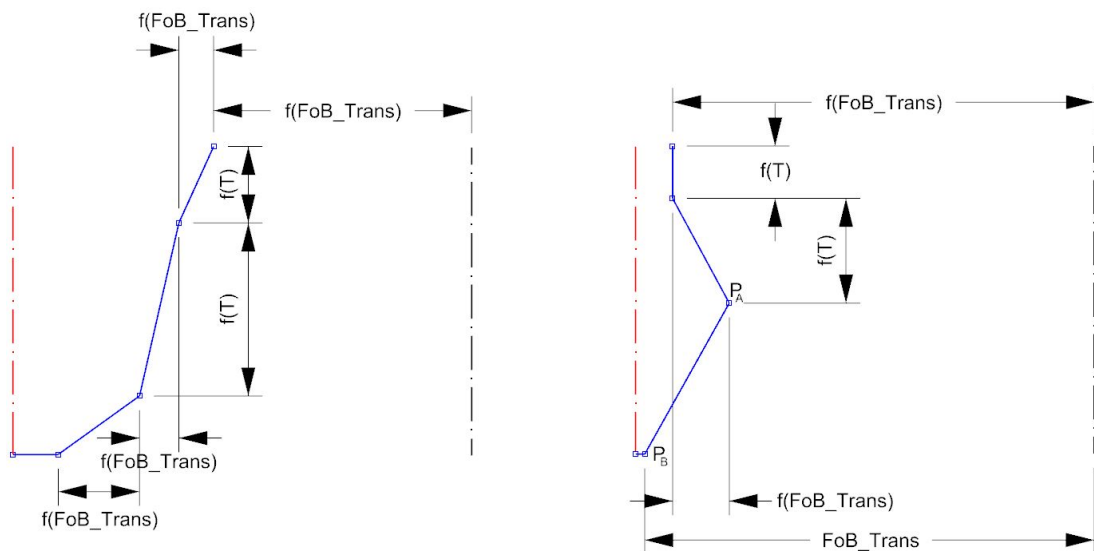 f(FoB_Trans)
f(FoB_Trans)
f(T)
f(T)
f(FoB_Trans)
f(FoB_Trans)
f(FoB_Trans)
f(T)
f(T)
P_A
P_B
f(FoB_Trans)
FoB_Trans